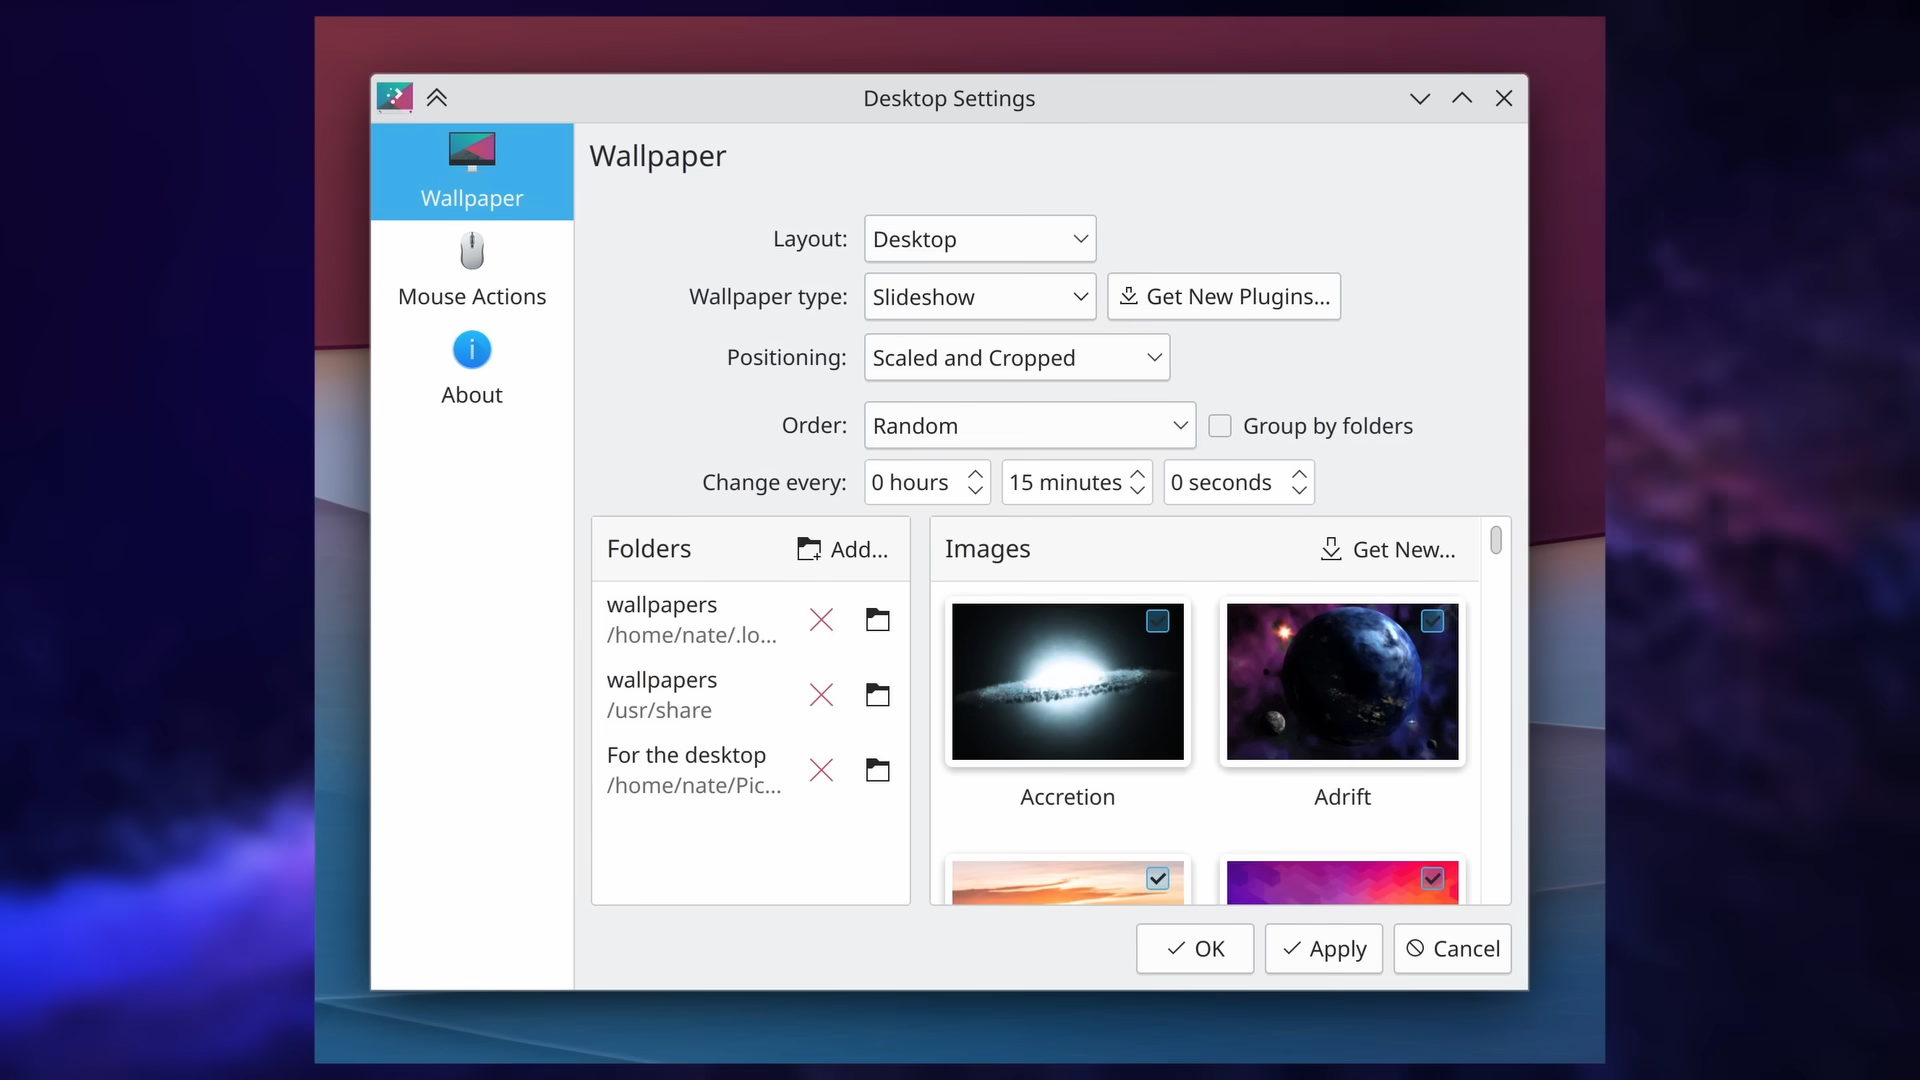 Desktop Settings
Wallpaper
Mouse Actions
About
Wallpaper
Layout: Desktop
Wallpaper type: Slideshow Get New Plugins...
Positioning: Scaled and Cropped
Order: Random Group by folders
Change every: 0 hours 15 minutes 0 seconds
Folders Add...
wallpapers
/home/nate/.lo...
wallpapers
/usr/share
For the desktop
/home/nate/Pic...
Images Get New...
Accretion Adrift
OK Apply Cancel